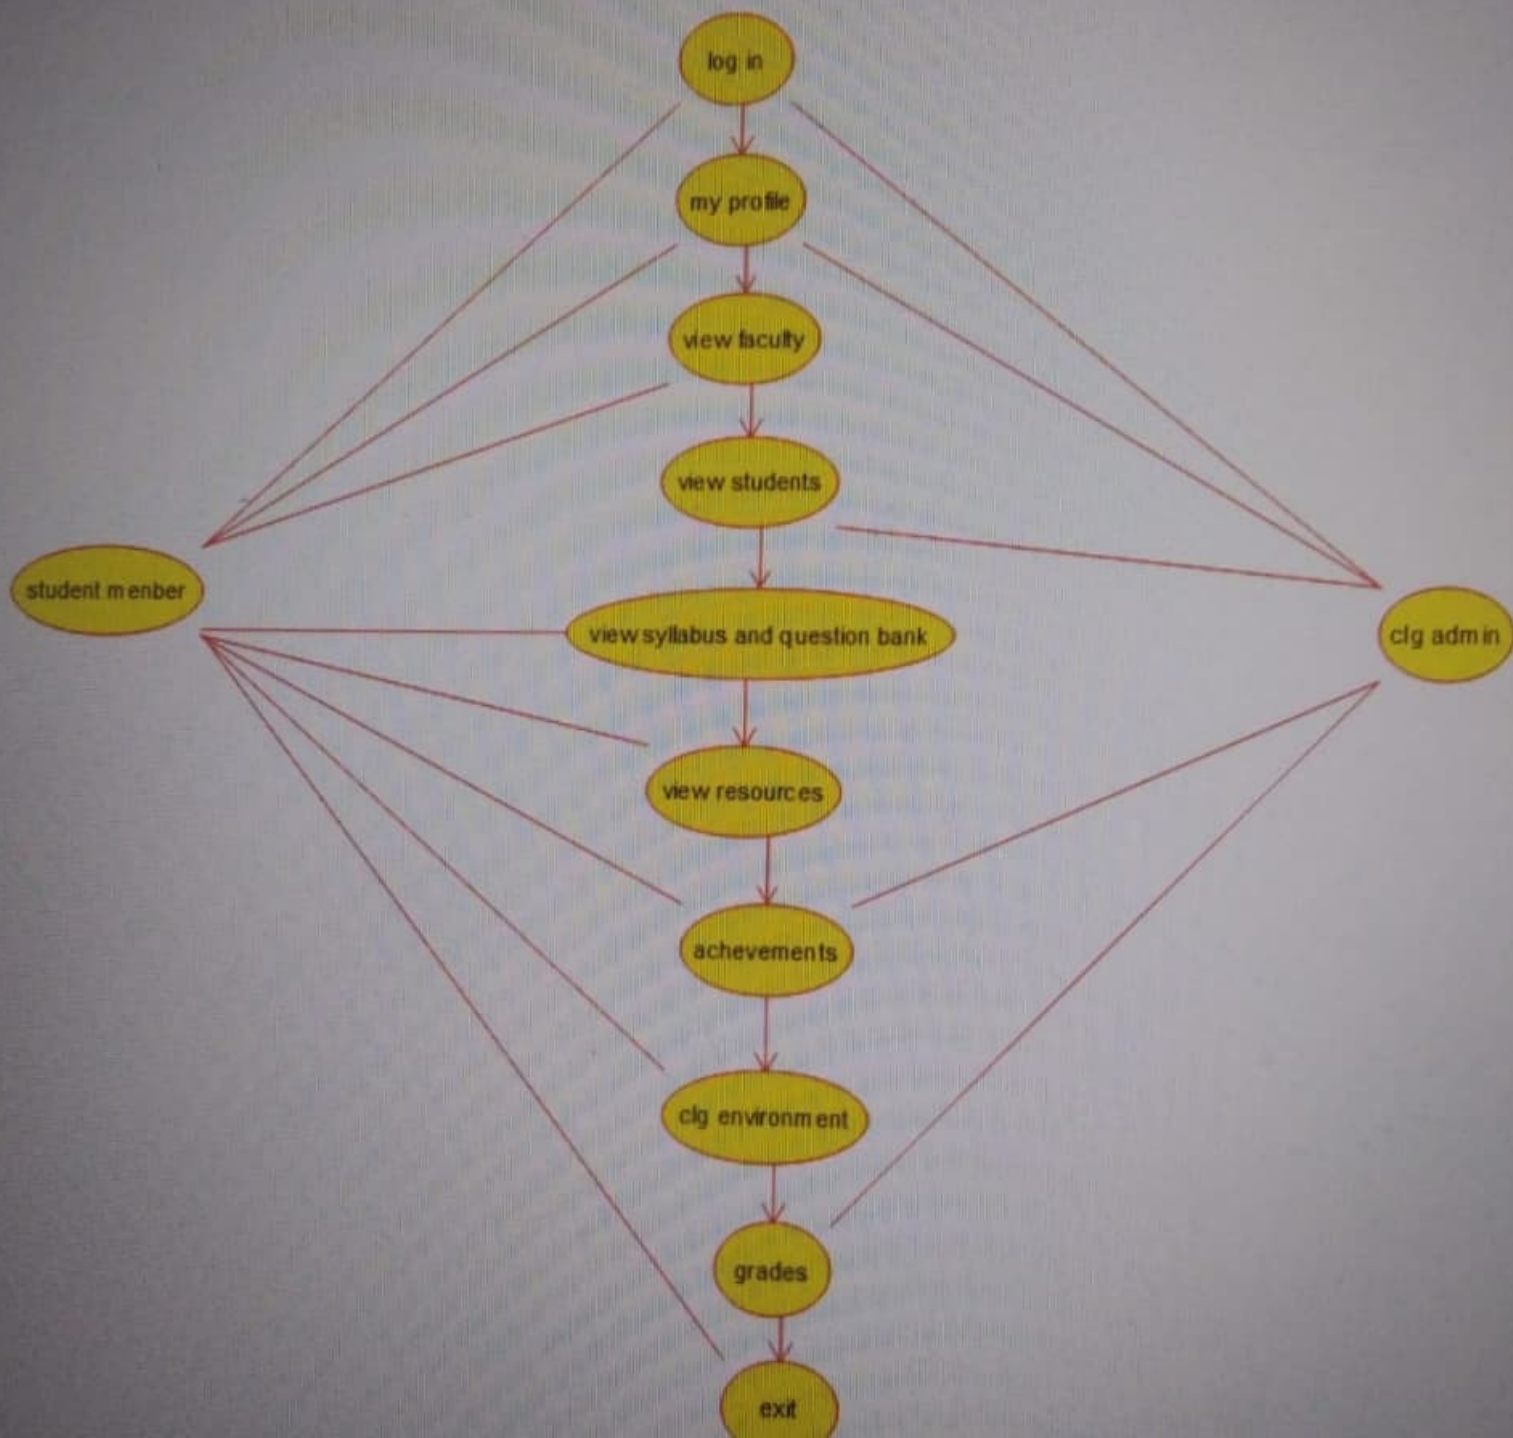 log in
my profile
view faculty
view students
student menber
view syllabus and question bank
clg admin
view resources
achevements
clg environment
grades
exit